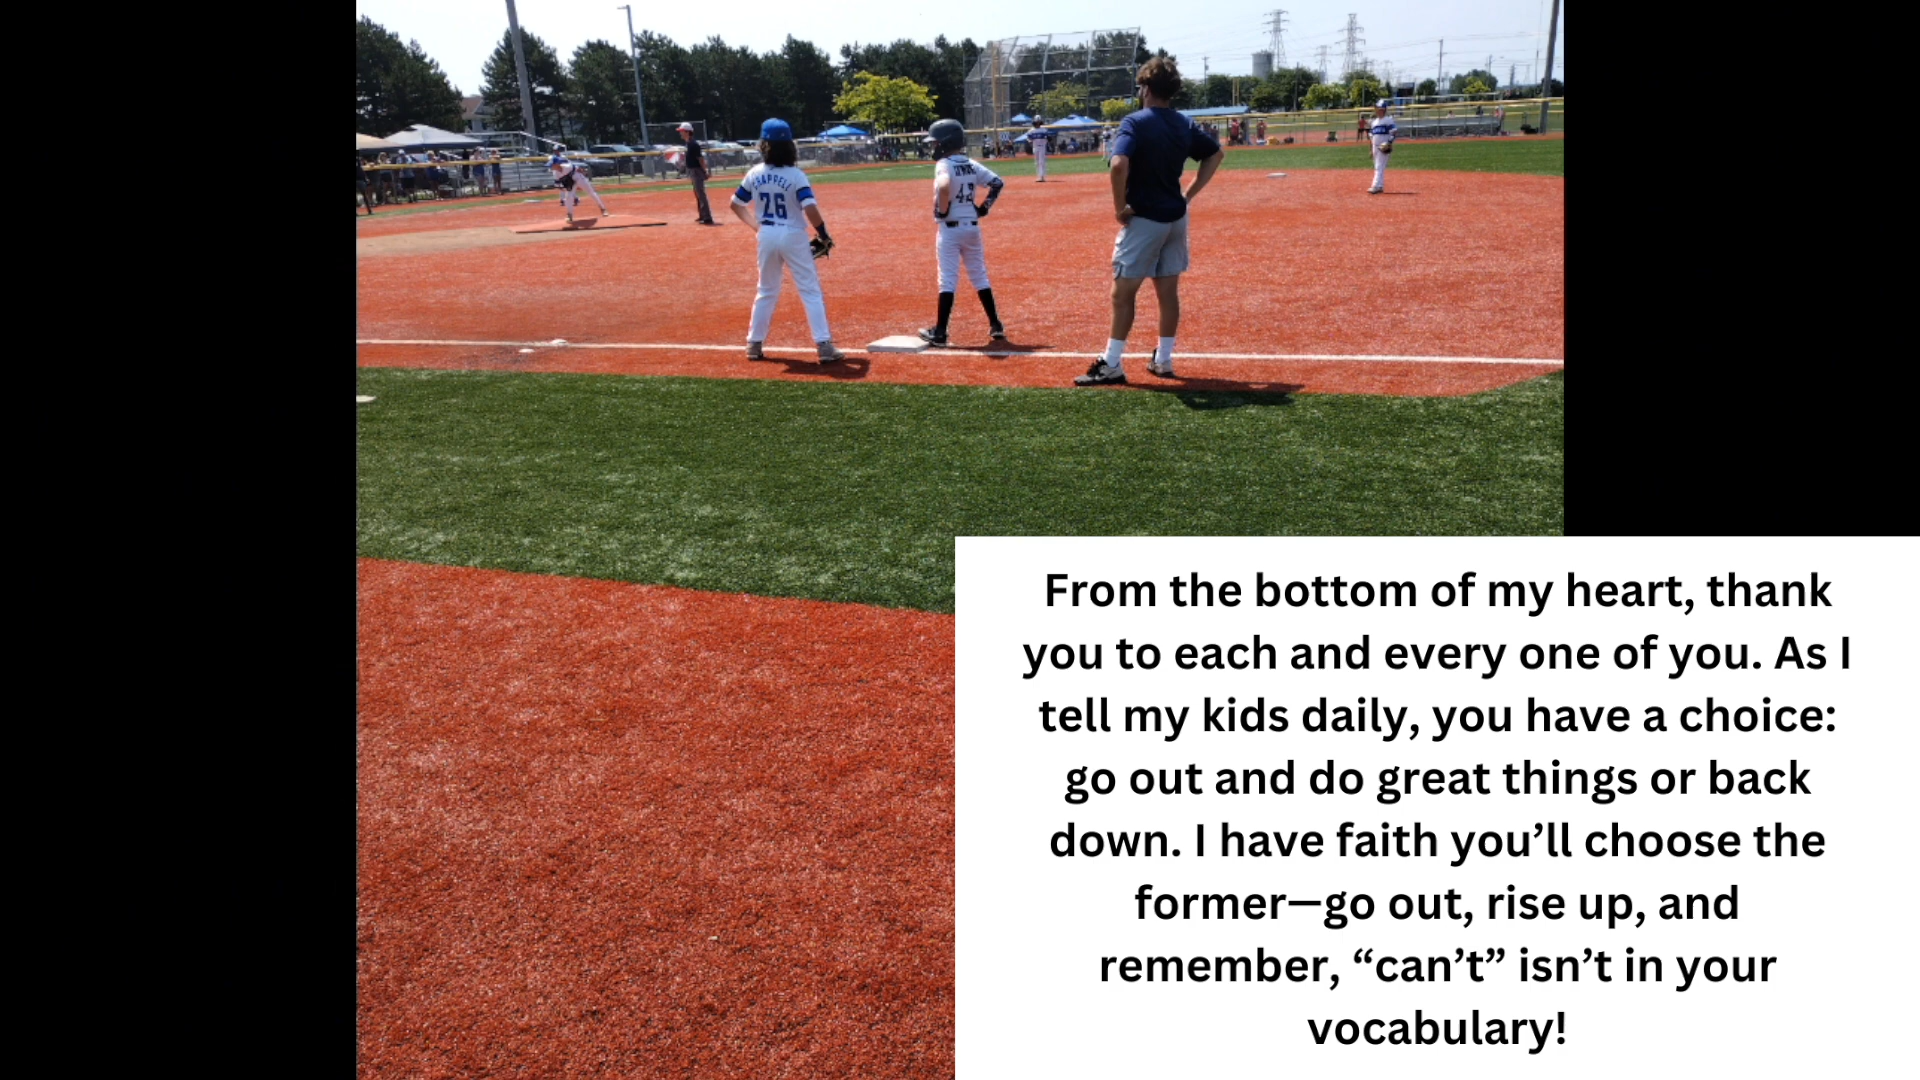 CHAPPELL
26
42
From the bottom of my heart, thank
you to each and every one of you. As I
tell my kids daily, you have a choice:
go out and do great things or back
down. I have faith you’ll choose the
former—go out, rise up, and
remember, “can’t” isn’t in your
vocabulary!